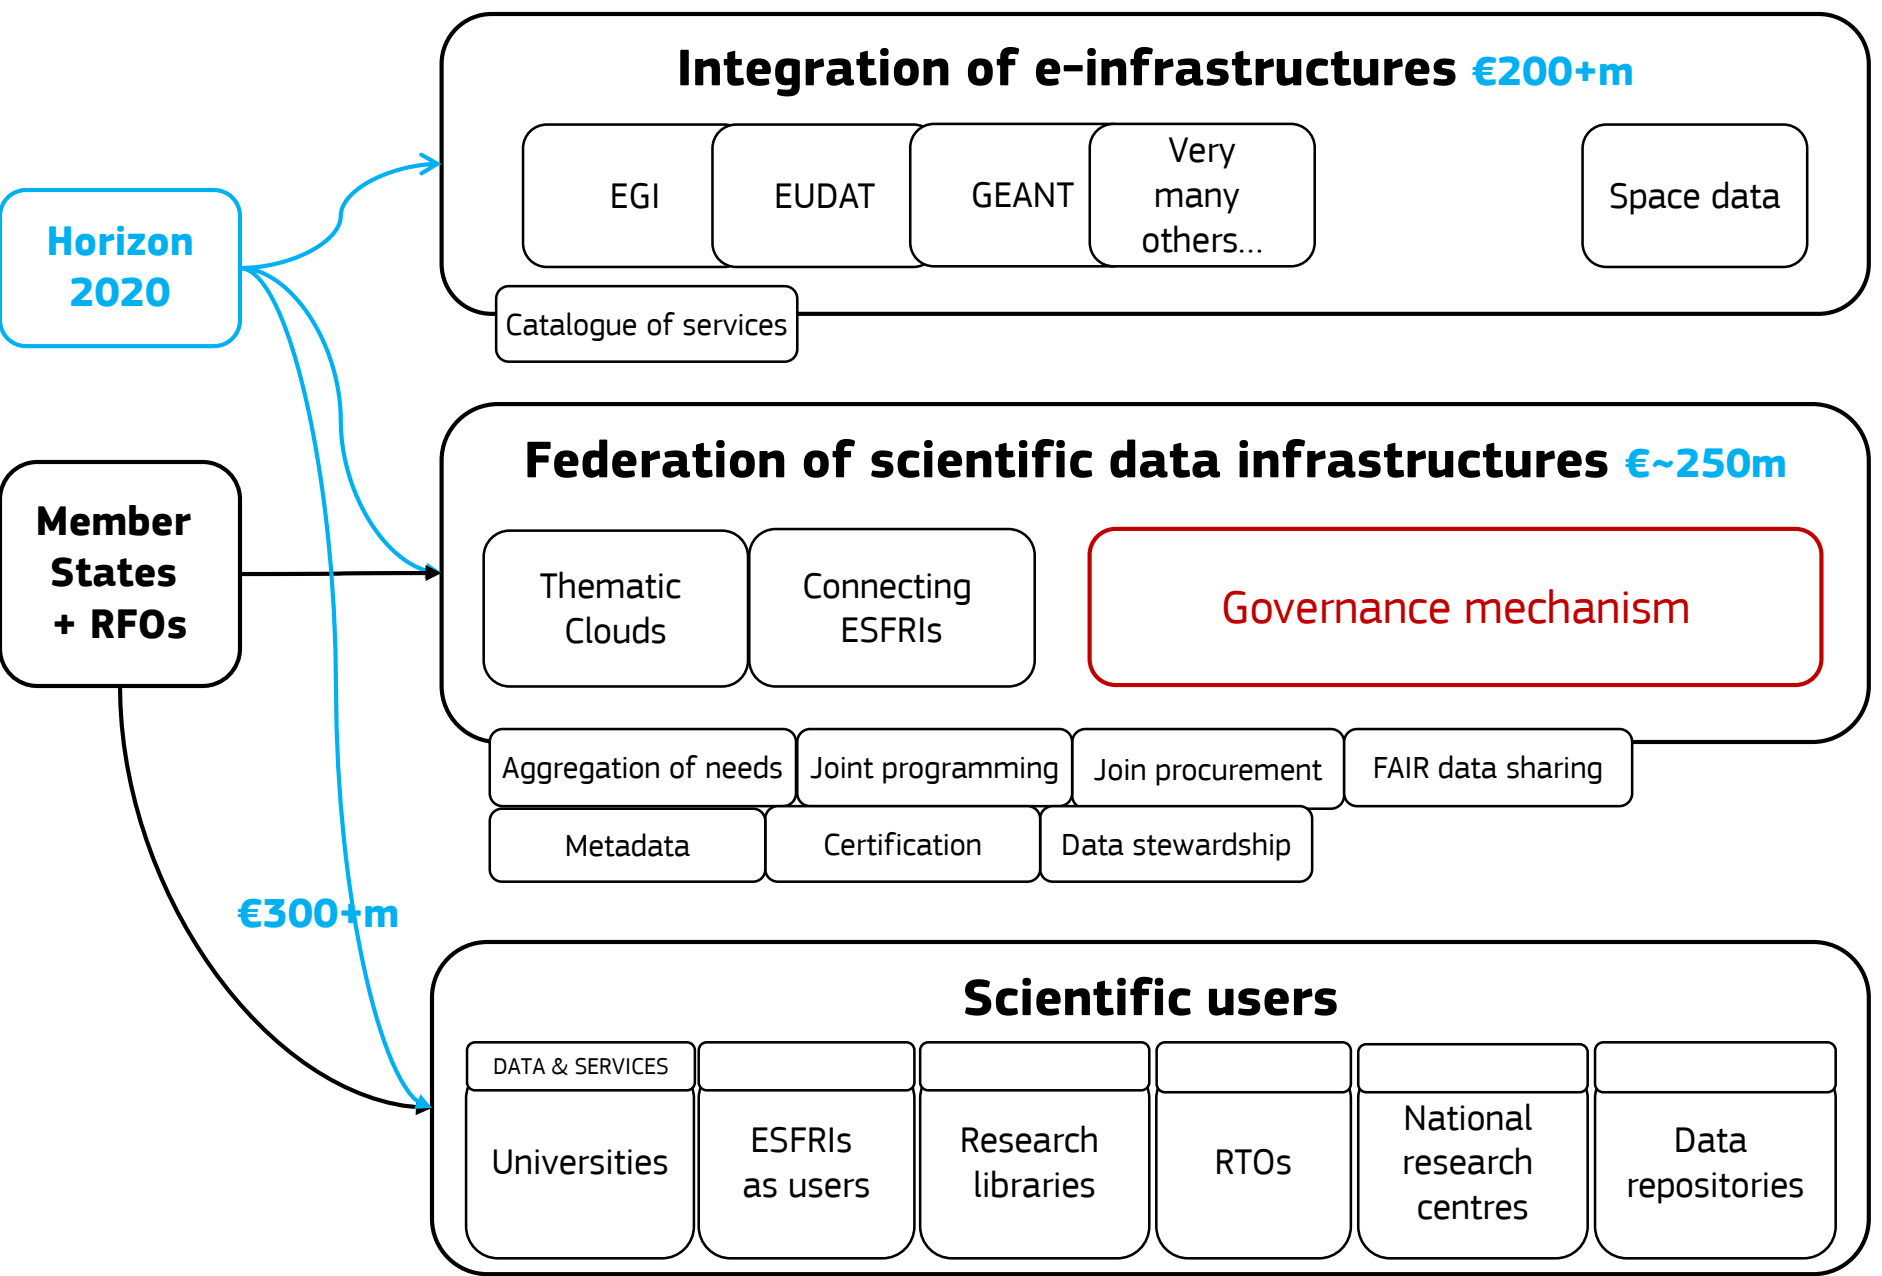 Integration of e-infrastructures €200+m
EGI
EUDAT
GEANT
Very
many
others...
Space data
Catalogue of services
Horizon
2020
Member
States
+ RFOs
Federation of scientific data infrastructures €~250m
Thematic
Clouds
Connecting
ESFRIs
Governance mechanism
Aggregation of needs
Joint programming
Join procurement
FAIR data sharing
Metadata
Certification
Data stewardship
€300+m
Scientific users
DATA & SERVICES
Universities
ESFRIs
as users
Research
libraries
RTOs
National
research
centres
Data
repositories